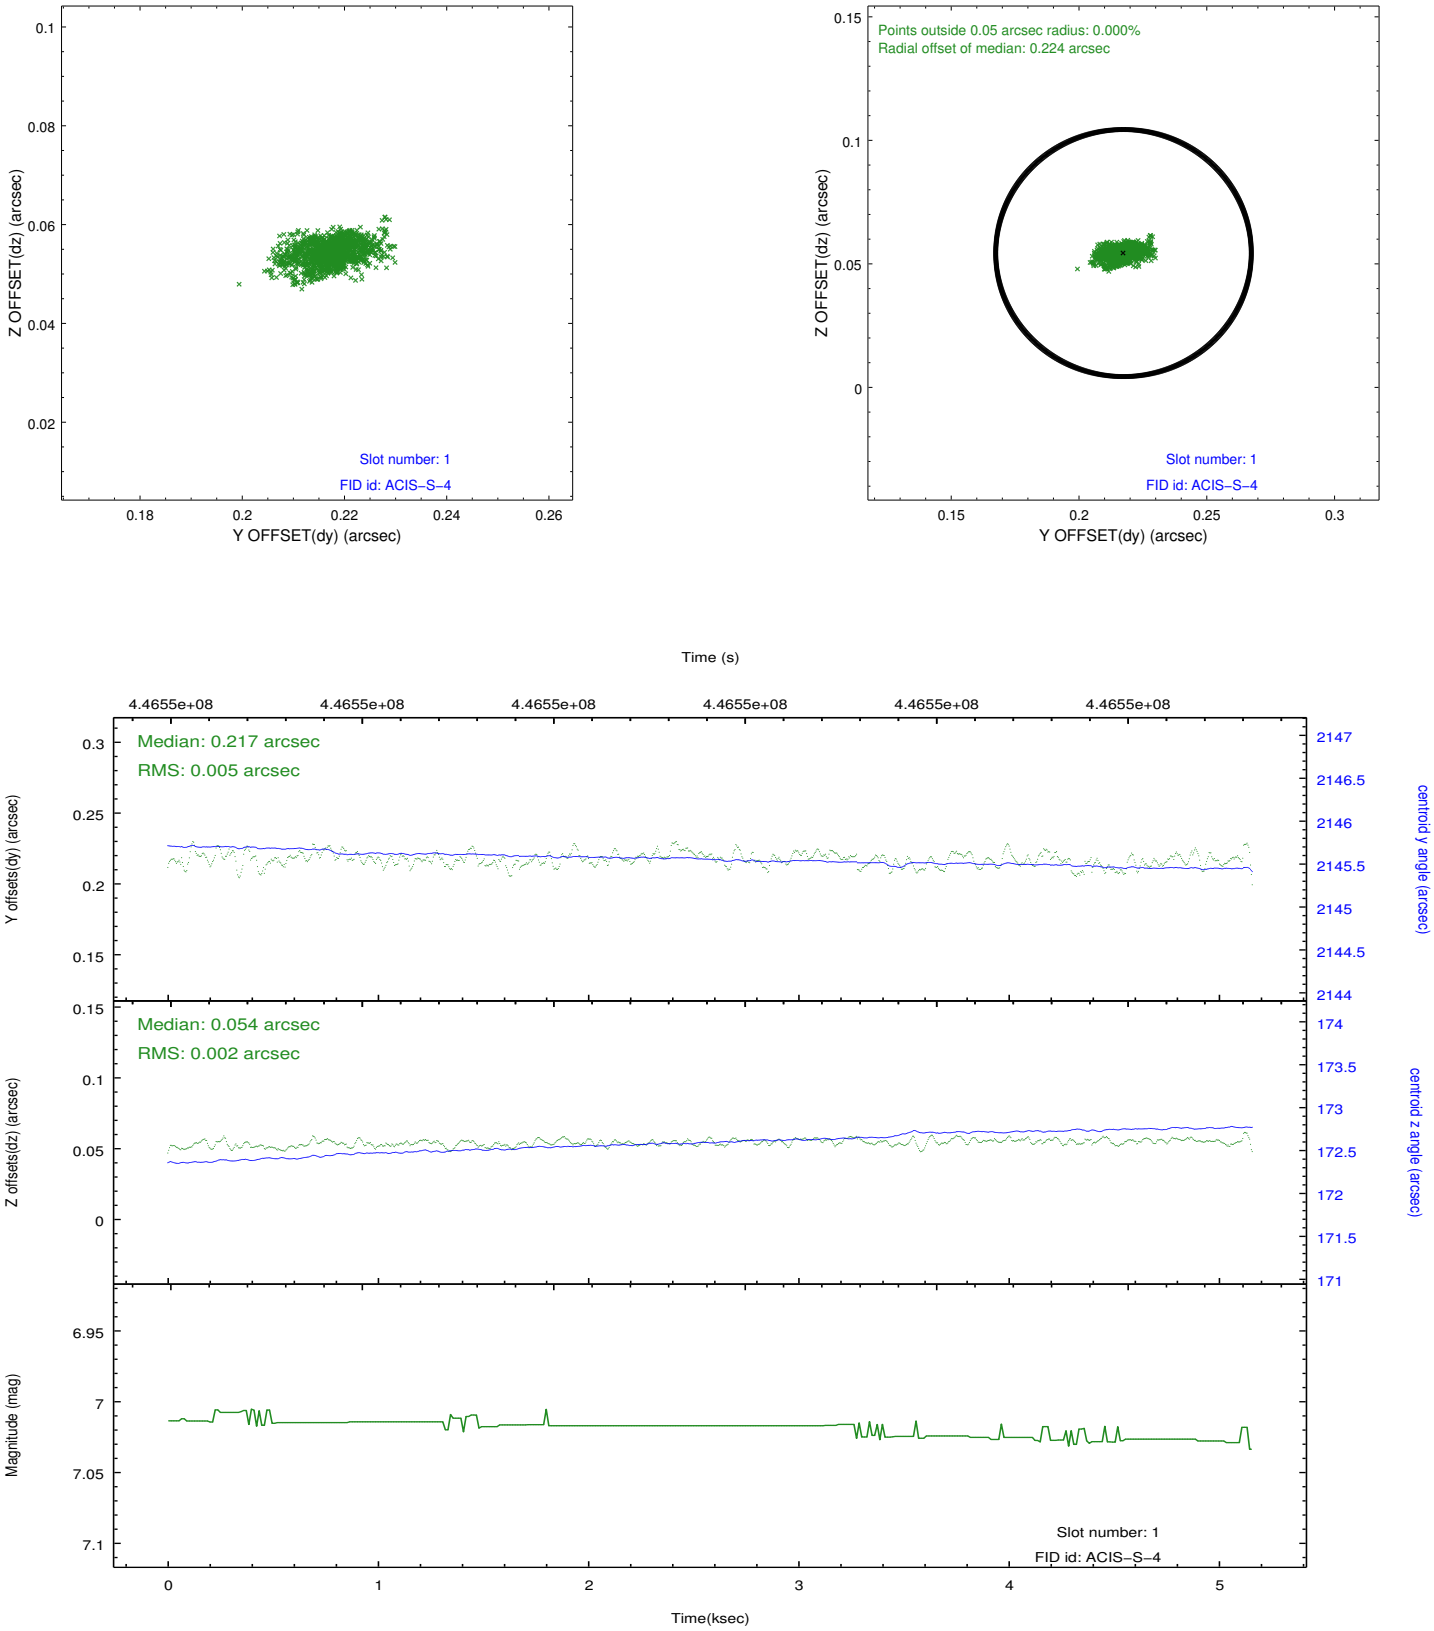 0.1
0.08
0.06
0.04
0.02
Z OFFSET(dz) (arcsec)
Slot number: 1
FID id: ACIS−S−4
0.18 0.2 0.22 0.24 0.26
Y OFFSET(dy) (arcsec)
Points outside 0.05 arcsec radius: 0.000%
Radial offset of median: 0.224 arcsec
0.15
0.1
0.05
0
Z OFFSET(dz) (arcsec)
Slot number: 1
FID id: ACIS−S−4
0.15 0.2 0.25 0.3
Y OFFSET(dy) (arcsec)
Time (s)
4.4655e+08 4.4655e+08 4.4655e+08 4.4655e+08 4.4655e+08 4.4655e+08
Median: 0.217 arcsec
RMS: 0.005 arcsec
0.3
0.25
0.2
0.15
Y offsets(dy) (arcsec)
2147
2146.5
2146
2145.5
2145
2144.5
2144
centroid y angle (arcsec)
Median: 0.054 arcsec
RMS: 0.002 arcsec
0.15
0.1
0.05
0
Z offsets(dz) (arcsec)
174
173.5
173
172.5
172
171.5
171
centroid z angle (arcsec)
6.95
7
7.05
7.1
Magnitude (mag)
Slot number: 1
FID id: ACIS−S−4
0 1 2 3 4 5
Time(ksec)